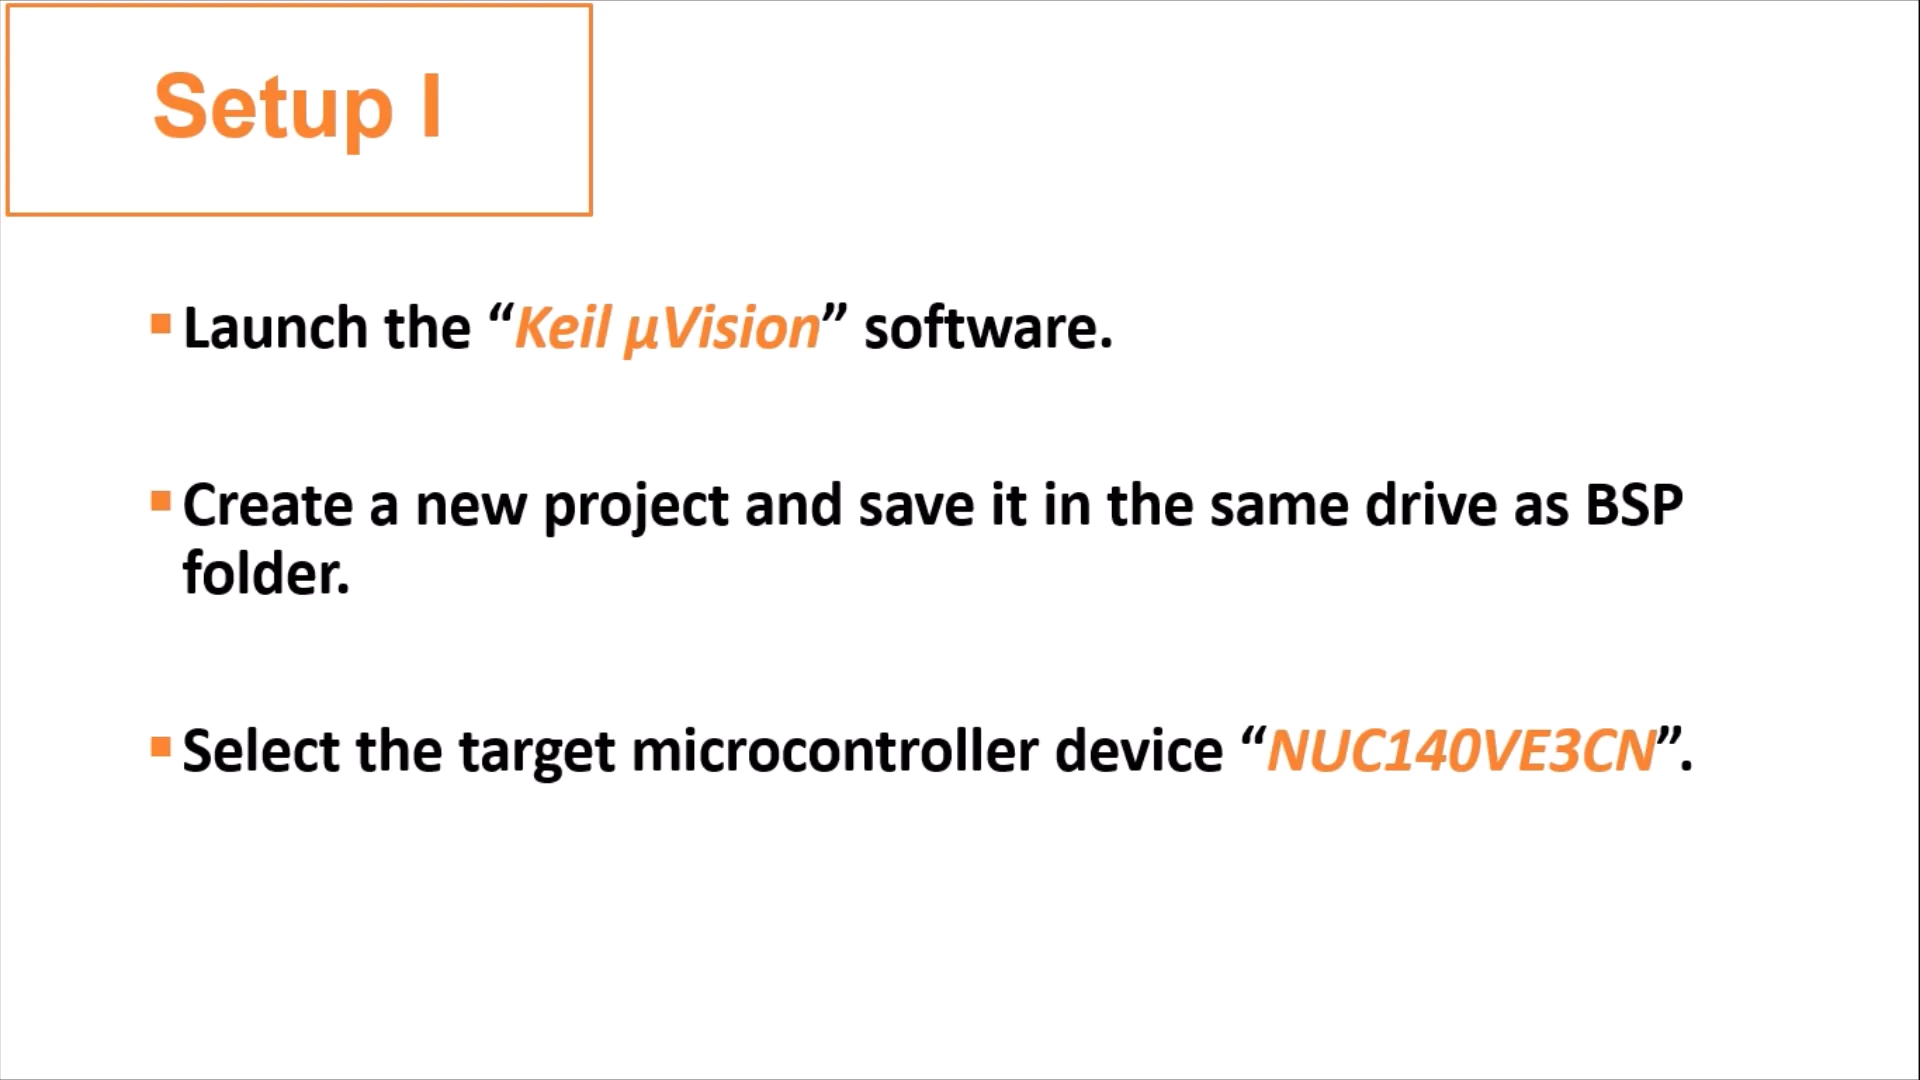 Setup I
▪Launch the “Keil µVision” software.
▪Create a new project and save it in the same drive as BSP
folder.
▪Select the target microcontroller device “NUC140VE3CN”.